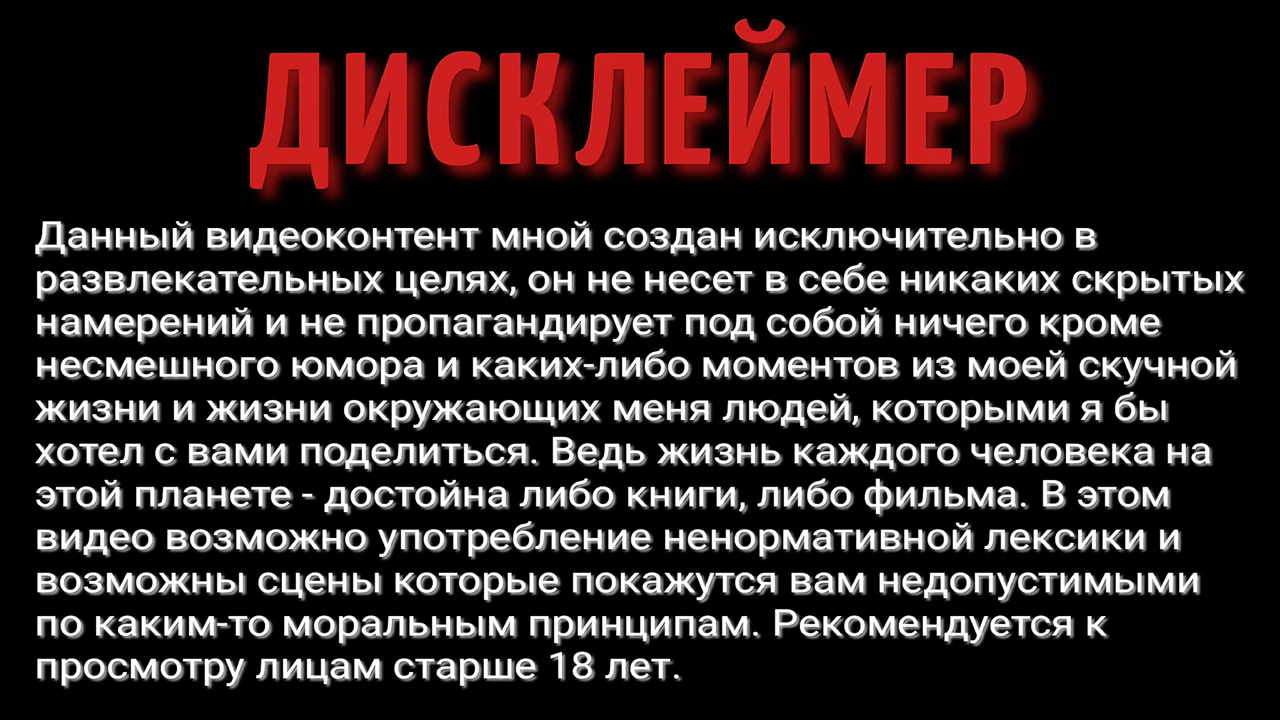 ДИСКЛЕЙМЕР
Данный видеоконтент мной создан исключительно в
развлекательных целях, он не несет в себе никаких скрытых
намерений и не пропагандирует под собой ничего кроме
несмешного юмора и каких-либо моментов из моей скучной
жизни и жизни окружающих меня людей, которыми я бы
хотел с вами поделиться. Ведь жизнь каждого человека на
этой планете - достойна либо книги, либо фильма. В этом
видео возможно употребление ненормативной лексики и
возможны сцены которые покажутся вам недопустимыми
по каким-то моральным принципам. Рекомендуется к
просмотру лицам старше 18 лет.